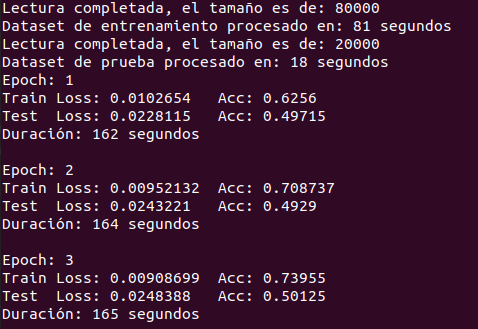 Lectura completada, el tamaño es de: 80000
Dataset de entrenamiento procesado en: 81 segundos
Lectura completada, el tamaño es de: 20000
Dataset de prueba procesado en: 18 segundos
Epoch: 1
Train Loss: 0.0102654   Acc: 0.6256
Test  Loss: 0.0228115   Acc: 0.49715
Duración: 162 segundos

Epoch: 2
Train Loss: 0.00952132  Acc: 0.708737
Test  Loss: 0.0243221   Acc: 0.4929
Duración: 164 segundos

Epoch: 3
Train Loss: 0.00908699  Acc: 0.73955
Test  Loss: 0.0248388   Acc: 0.50125
Duración: 165 segundos